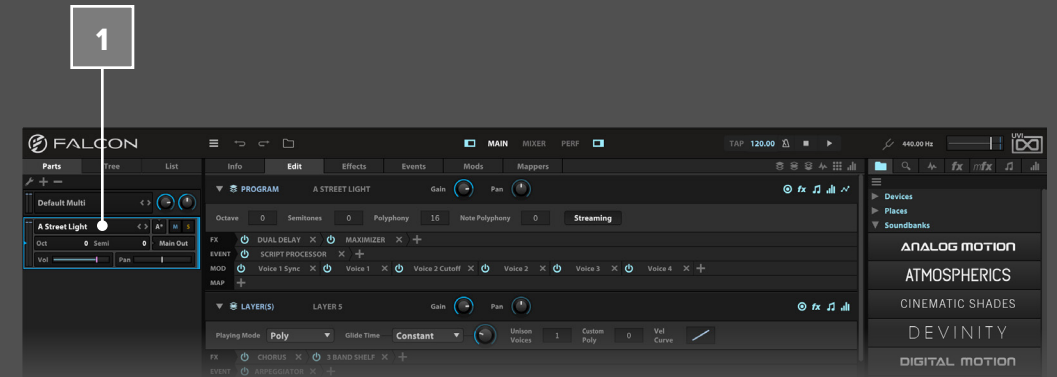 1
FALCON
MAIN MIXER PERF
TAP 120.00
440.00 Hz
UVI
Parts Tree List
Info Edit Effects Events Mods Mappers
fx mfx
Default Multi
A Street Light A* M S
Oct 0 Semi 0 Main Out
Vol Pan
PROGRAM A STREET LIGHT Gain Pan
fx
Octave 0 Semitones 0 Polyphony 16 Note Polyphony 0 Streaming
FX DUAL DELAY MAXIMIZER
EVENT SCRIPT PROCESSOR
MOD Voice 1 Sync Voice 1 Voice 2 Cutoff Voice 2 Voice 3 Voice 4
MAP
LAYER(S) LAYER 5 Gain Pan
fx
Playing Mode Poly Glide Time Constant Unison Voices 1 Custom Poly 0 Vel Curve
FX CHORUS 3 BAND SHELF
EVENT ARPEGGIATOR
Devices
Places
Soundbanks
ANALOG MOTION
ATMOSPHERICS
CINEMATIC SHADES
DEVINITY
DIGITAL MOTION